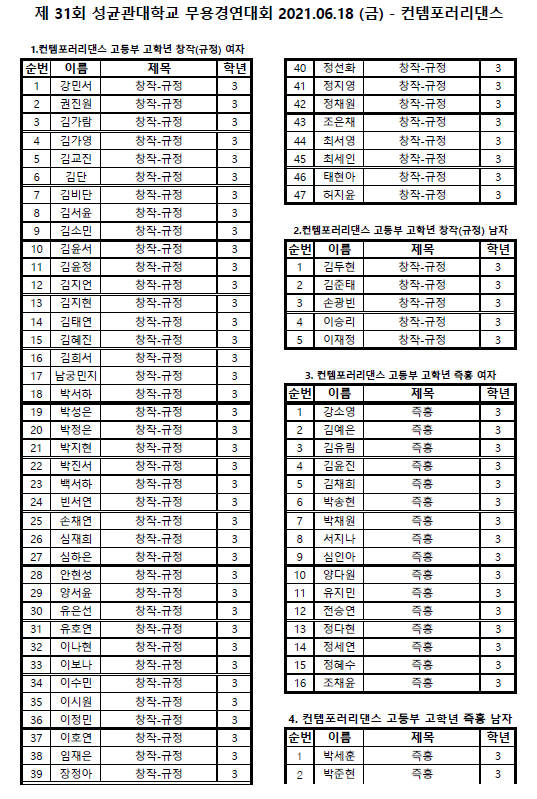 제 31회 성균관대학교 무용경연대회 2021.06.18 (금) - 컨템포러리댄스
1.컨템포러리댄스 고등부 고학년 창작(규정) 여자
순번 이름 제목 학년
1 강민서 창작-규정 3
2 권진원 창작-규정 3
3 김가람 창작-규정 3
4 김가영 창작-규정 3
5 김교진 창작-규정 3
6 김단 창작-규정 3
7 김비단 창작-규정 3
8 김서윤 창작-규정 3
9 김소민 창작-규정 3
10 김윤서 창작-규정 3
11 김윤정 창작-규정 3
12 김지언 창작-규정 3
13 김지현 창작-규정 3
14 김태연 창작-규정 3
15 김혜진 창작-규정 3
16 김희서 창작-규정 3
17 남궁민지 창작-규정 3
18 박서하 창작-규정 3
19 박성은 창작-규정 3
20 박정은 창작-규정 3
21 박지현 창작-규정 3
22 박진서 창작-규정 3
23 백서하 창작-규정 3
24 빈서연 창작-규정 3
25 손채연 창작-규정 3
26 심재희 창작-규정 3
27 심하은 창작-규정 3
28 안현성 창작-규정 3
29 양서윤 창작-규정 3
30 유은선 창작-규정 3
31 유호연 창작-규정 3
32 이나현 창작-규정 3
33 이보나 창작-규정 3
34 이수민 창작-규정 3
35 이시원 창작-규정 3
36 이정민 창작-규정 3
37 이호연 창작-규정 3
38 임재은 창작-규정 3
39 장정아 창작-규정 3
40 정선화 창작-규정 3
41 정지영 창작-규정 3
42 정채원 창작-규정 3
43 조은채 창작-규정 3
44 최서영 창작-규정 3
45 최세인 창작-규정 3
46 태현아 창작-규정 3
47 허지윤 창작-규정 3
2.컨템포러리댄스 고등부 고학년 창작(규정) 남자
순번 이름 제목 학년
1 김두현 창작-규정 3
2 김준태 창작-규정 3
3 손광빈 창작-규정 3
4 이승리 창작-규정 3
5 이재정 창작-규정 3
3. 컨템포러리댄스 고등부 고학년 즉흥 여자
순번 이름 제목 학년
1 강소영 즉흥 3
2 김예은 즉흥 3
3 김유림 즉흥 3
4 김윤진 즉흥 3
5 김채희 즉흥 3
6 박송현 즉흥 3
7 박채원 즉흥 3
8 서지나 즉흥 3
9 심인아 즉흥 3
10 양다원 즉흥 3
11 유지민 즉흥 3
12 전승연 즉흥 3
13 정다현 즉흥 3
14 정세연 즉흥 3
15 정혜수 즉흥 3
16 조채윤 즉흥 3
4. 컨템포러리댄스 고등부 고학년 즉흥 남자
순번 이름 제목 학년
1 박세훈 즉흥 3
2 박준현 즉흥 3